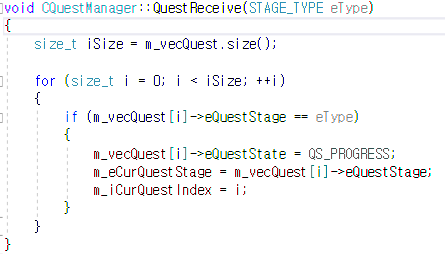 void CQuestManager::QuestReceive(STAGE_TYPE eType)
{
size_t iSize = m_vecQuest.size();
for (size_t i = 0; i < iSize; ++i)
{
if (m_vecQuest[i]->eQuestStage == eType)
{
m_vecQuest[i]->eQuestState = QS_PROGRESS;
m_eCurQuestStage = m_vecQuest[i]->eQuestStage;
m_iCurQuestIndex = i;
}
}
}